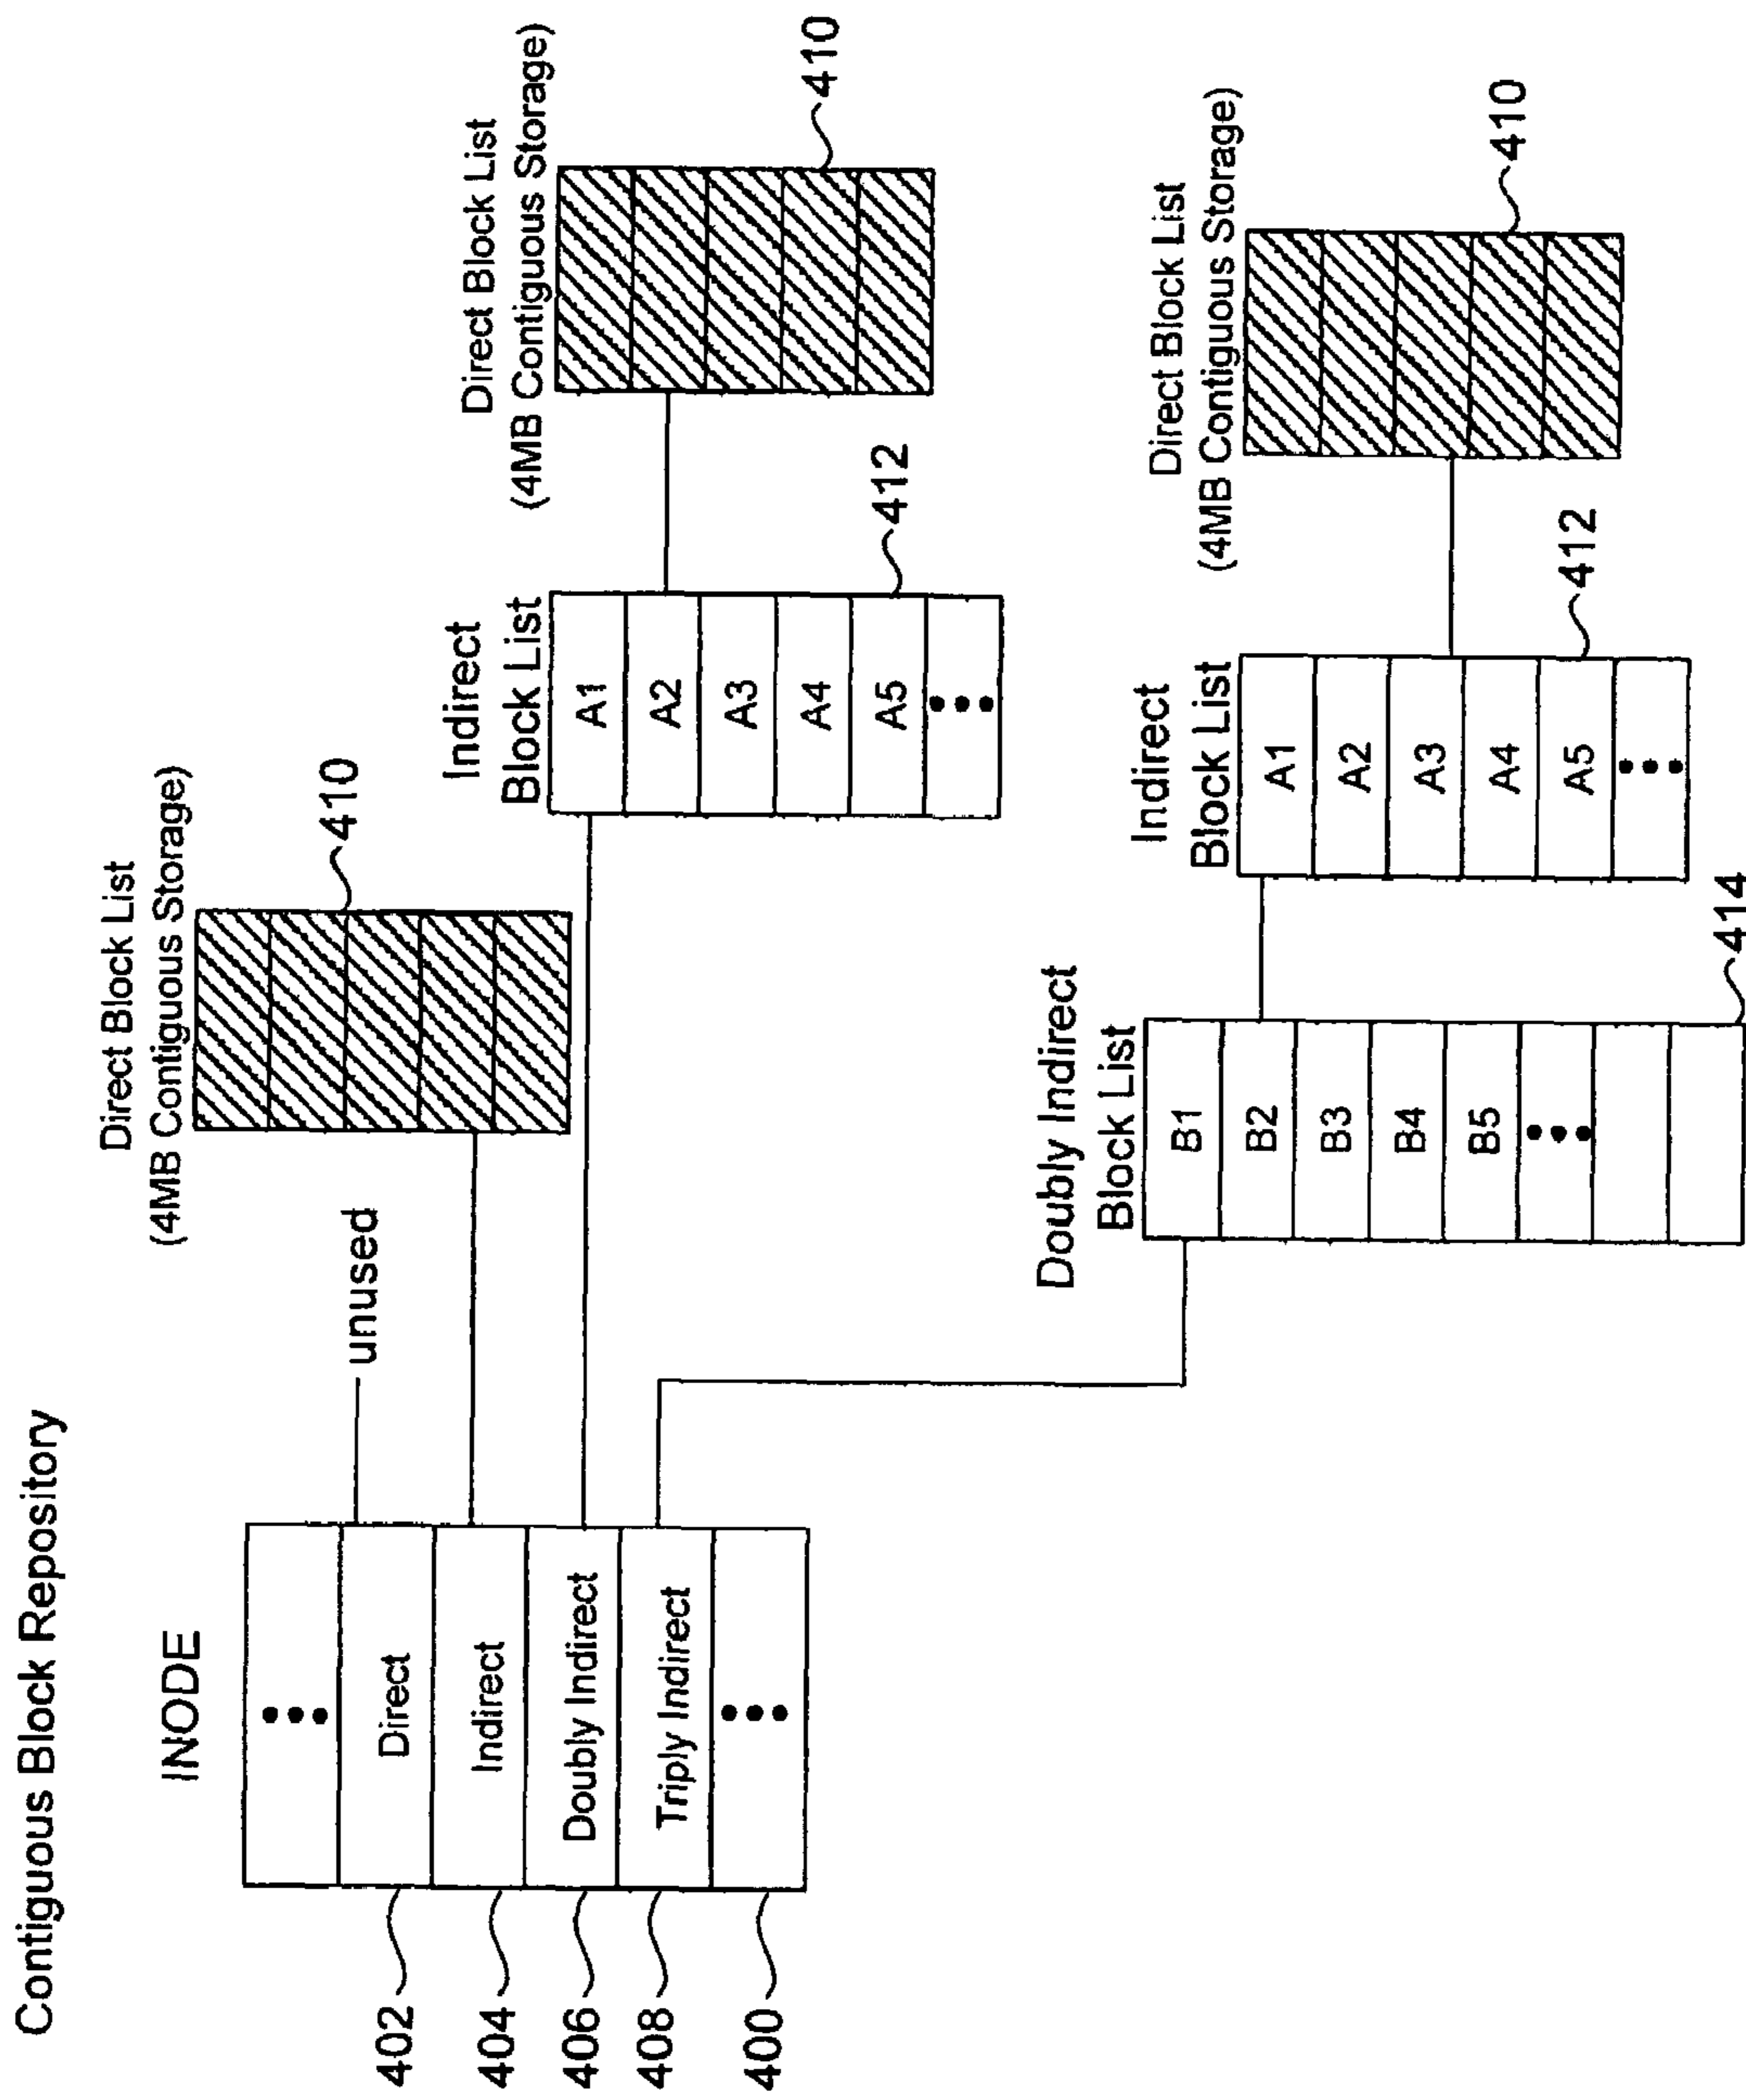 Contiguous Block Repository
INODE
402
404
406
408
400
Direct
Indirect
Doubly Indirect
Triply Indirect
unused
Direct Block List
(4MB Contiguous Storage)
410
Indirect
Block List
A1
A2
A3
A4
A5
412
Direct Block List
(4MB Contiguous Storage)
410
Doubly Indirect
Block List
B1
B2
B3
B4
B5
414
Indirect
Block List
A1
A2
A3
A4
A5
412
Direct Block List
(4MB Contiguous Storage)
410